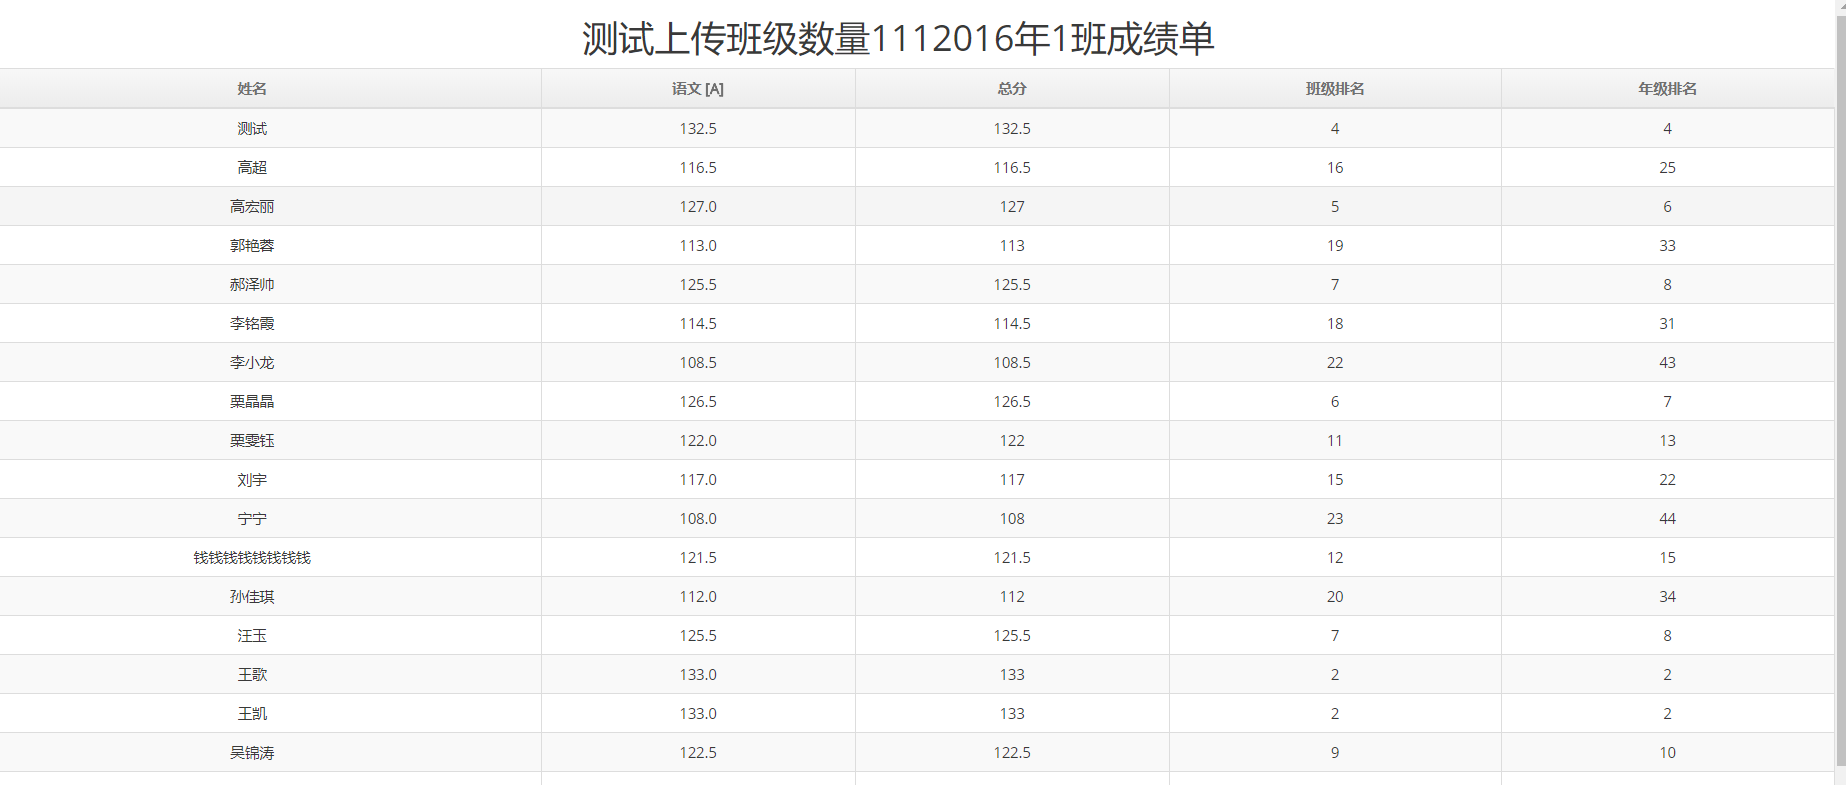 测试上传班级数量1112016年1班成绩单
姓名 语文 [A] 总分 班级排名 年级排名
测试 132.5 132.5 4 4
高超 116.5 116.5 16 25
高宏丽 127.0 127 5 6
郭艳蓉 113.0 113 19 33
郝泽帅 125.5 125.5 7 8
李铭霞 114.5 114.5 18 31
李小龙 108.5 108.5 22 43
栗晶晶 126.5 126.5 6 7
栗雯钰 122.0 122 11 13
刘宇 117.0 117 15 22
宁宁 108.0 108 23 44
钱钱钱钱钱钱钱钱 121.5 121.5 12 15
孙佳琪 112.0 112 20 34
汪玉 125.5 125.5 7 8
王歌 133.0 133 2 2
王凯 133.0 133 2 2
吴锦涛 122.5 122.5 9 10